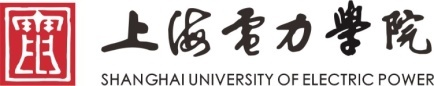 上海電力學院
SHANGHAI UNIVERSITY OF ELECTRIC POWER